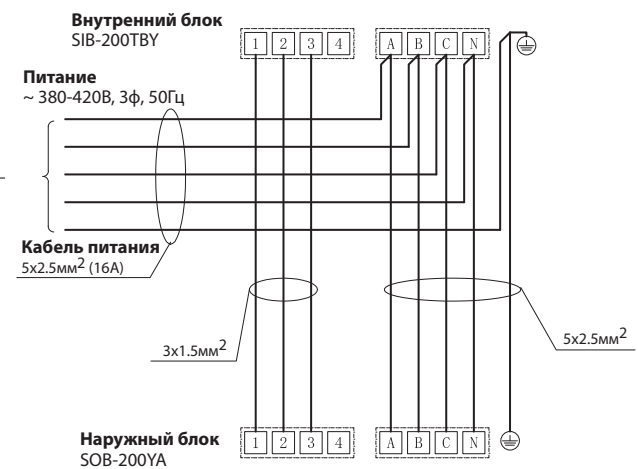 Внутренний блок
SIB-200TBY
1 2 3 4 A B C N
Питание
~ 380-420В, 3ф, 50Гц
Кабель питания
5x2.5мм² (16А)
3x1.5мм²
5x2.5мм²
Наружный блок
SOB-200YA
1 2 3 4 A B C N